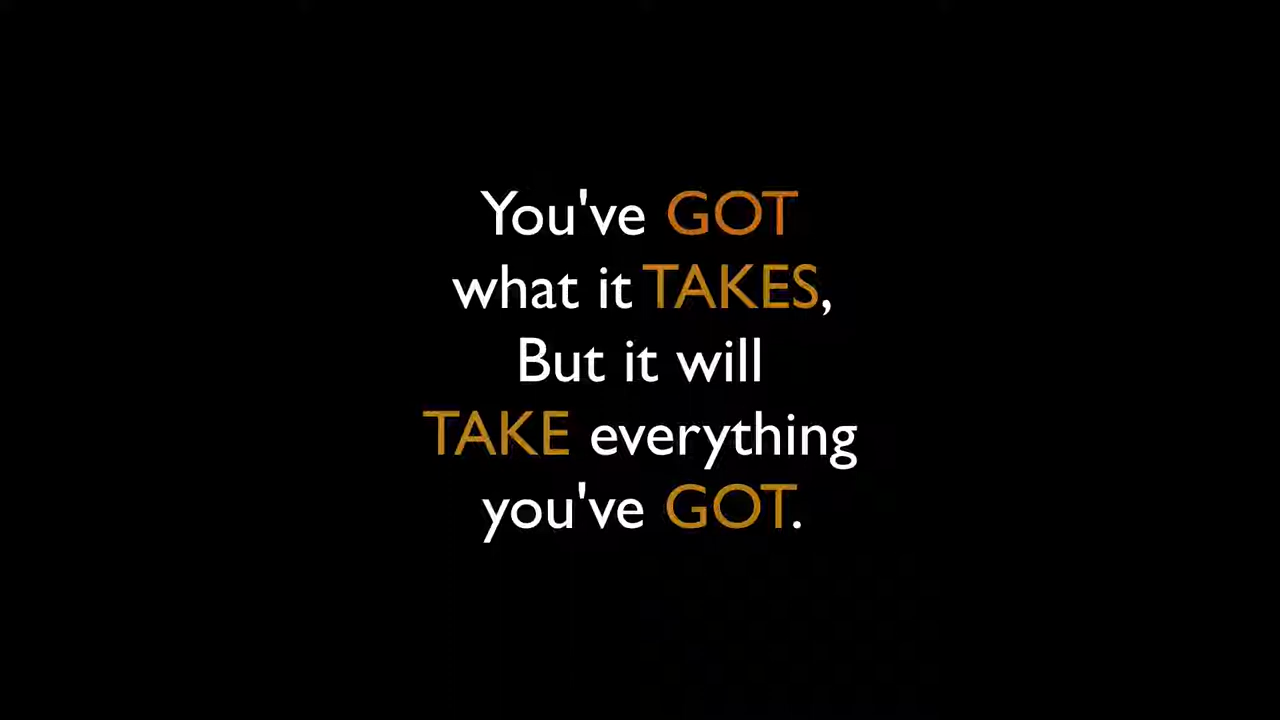 You've GOT
what it TAKES,
But it will
TAKE everything
you've GOT.